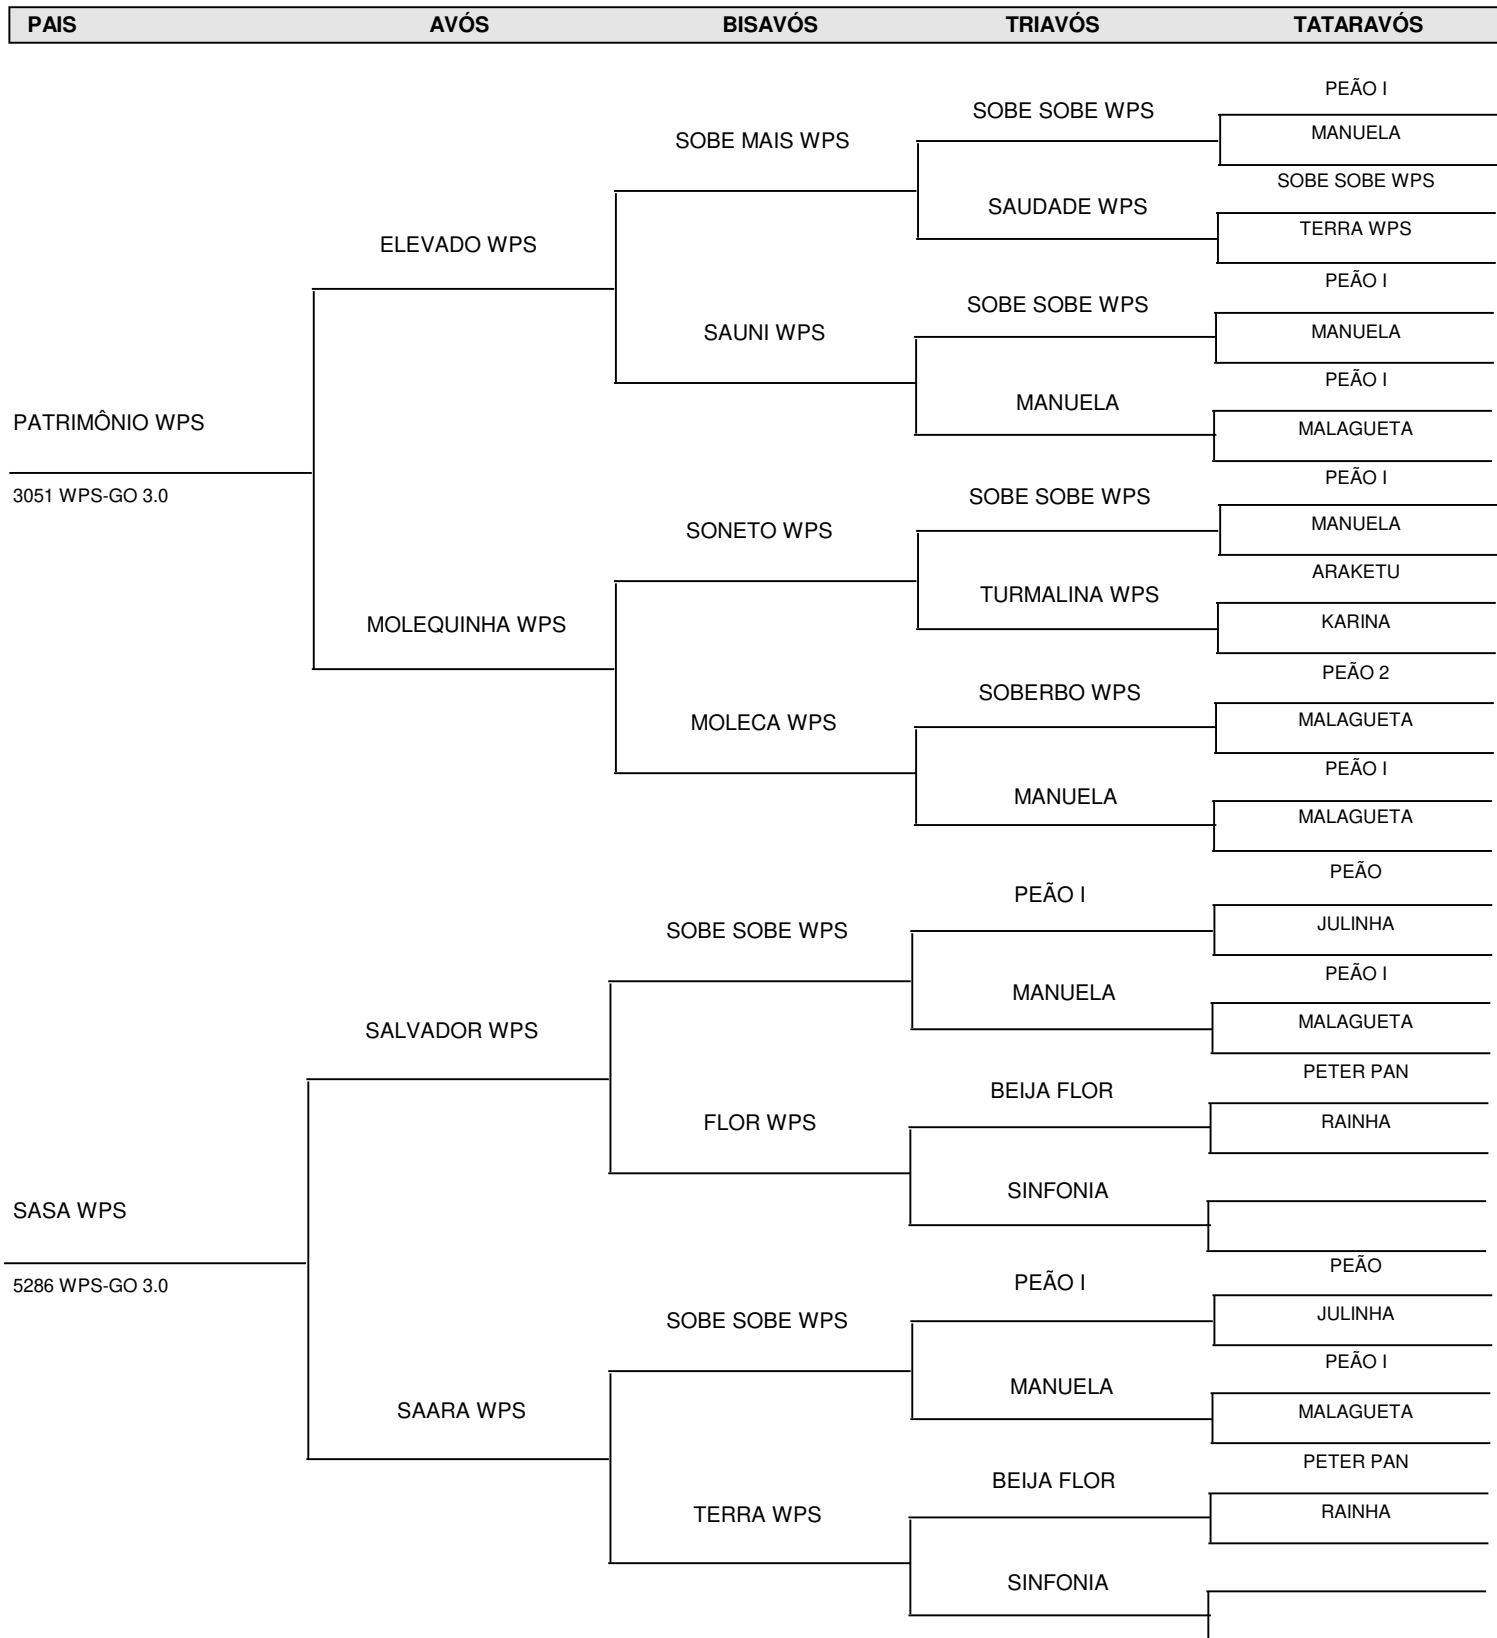 PAIS AVÓS BISAVÓS TRIAVÓS TATARAVÓS
PEÃO I
SOBE SOBE WPS
MANUELA
SOBE MAIS WPS
SOBE SOBE WPS
SAUDADE WPS
TERRA WPS
ELEVADO WPS
PEÃO I
SOBE SOBE WPS
SAUNI WPS
MANUELA
PEÃO I
MANUELA
PATRIMÔNIO WPS
MALAGUETA
PEÃO I
3051 WPS-GO 3.0
SOBE SOBE WPS
SONETO WPS
MANUELA
ARAKETU
TURMALINA WPS
MOLEQUINHA WPS
KARINA
PEÃO 2
SOBERBO WPS
MOLECA WPS
MALAGUETA
PEÃO I
MANUELA
MALAGUETA
PEÃO
PEÃO I
SOBE SOBE WPS
JULINHA
PEÃO I
MANUELA
SALVADOR WPS
MALAGUETA
PETER PAN
BEIJA FLOR
FLOR WPS
RAINHA
SINFONIA
SASA WPS
PEÃO
5286 WPS-GO 3.0
PEÃO I
SOBE SOBE WPS
JULINHA
PEÃO I
MANUELA
SAARA WPS
MALAGUETA
PETER PAN
BEIJA FLOR
TERRA WPS
RAINHA
SINFONIA